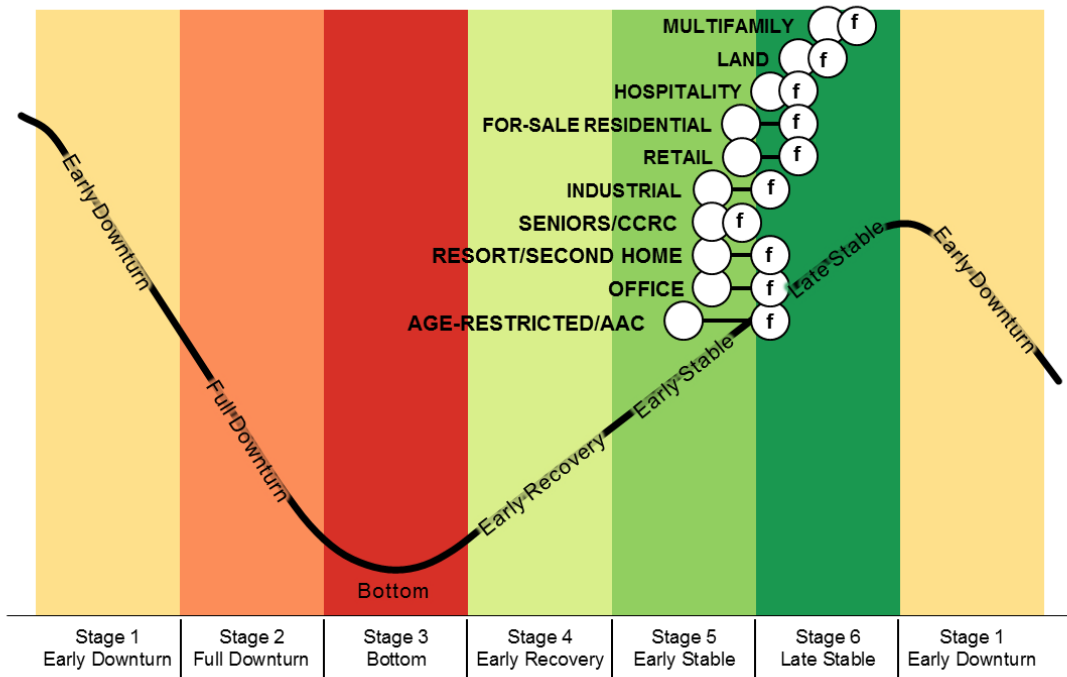 MULTIFAMILY f
LAND f
HOSPITALITY f
FOR-SALE RESIDENTIAL f
RETAIL f
INDUSTRIAL f
SENIORS/CCRC f
RESORT/SECOND HOME f
OFFICE f
AGE-RESTRICTED/AAC f
Early Downturn
Full Downturn
Bottom
Early Recovery
Early Stable
Late Stable
Early Downturn
Stage 1
Early Downturn
Stage 2
Full Downturn
Stage 3
Bottom
Stage 4
Early Recovery
Stage 5
Early Stable
Stage 6
Late Stable
Stage 1
Early Downturn